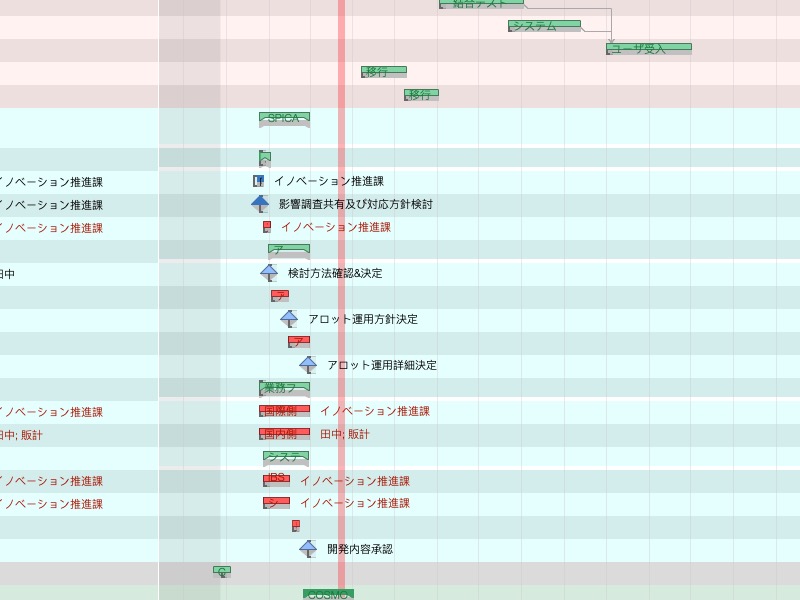 結合テスト
システム
ユーザ受入
移行
移行
SPICA
イノベーション推進課 イノベーション推進課
イノベーション推進課 影響調査共有及び対応方針検討
イノベーション推進課 イノベーション推進課
ア
田中 検討方法確認&決定
ア
アロット運用方針決定
ア
アロット運用詳細決定
業務フ
イノベーション推進課 国際側 イノベーション推進課
田中; 販計 国内側 田中; 販計
システ
イノベーション推進課 IBS イノベーション推進課
イノベーション推進課 シ イノベーション推進課
開発内容承認
COSMO